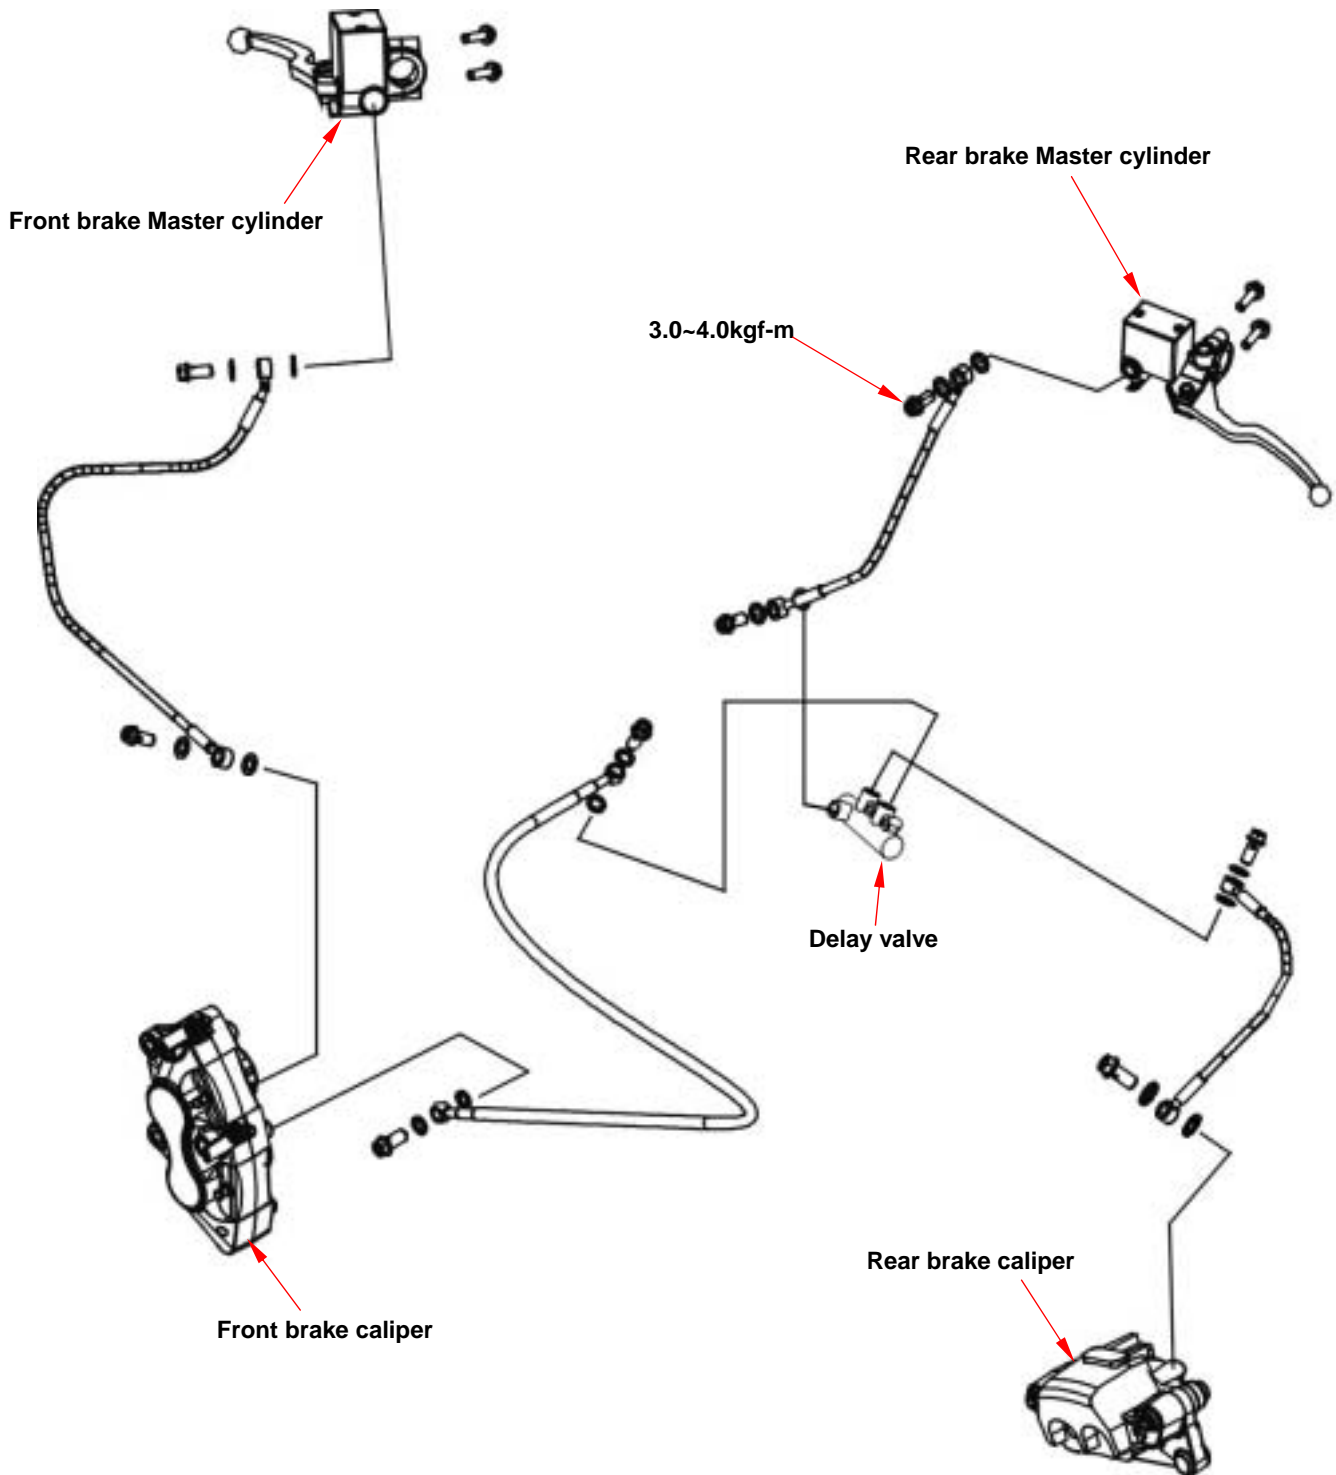 Rear brake Master cylinder
Front brake Master cylinder
3.0~4.0kgf-m
Delay valve
Rear brake caliper
Front brake caliper